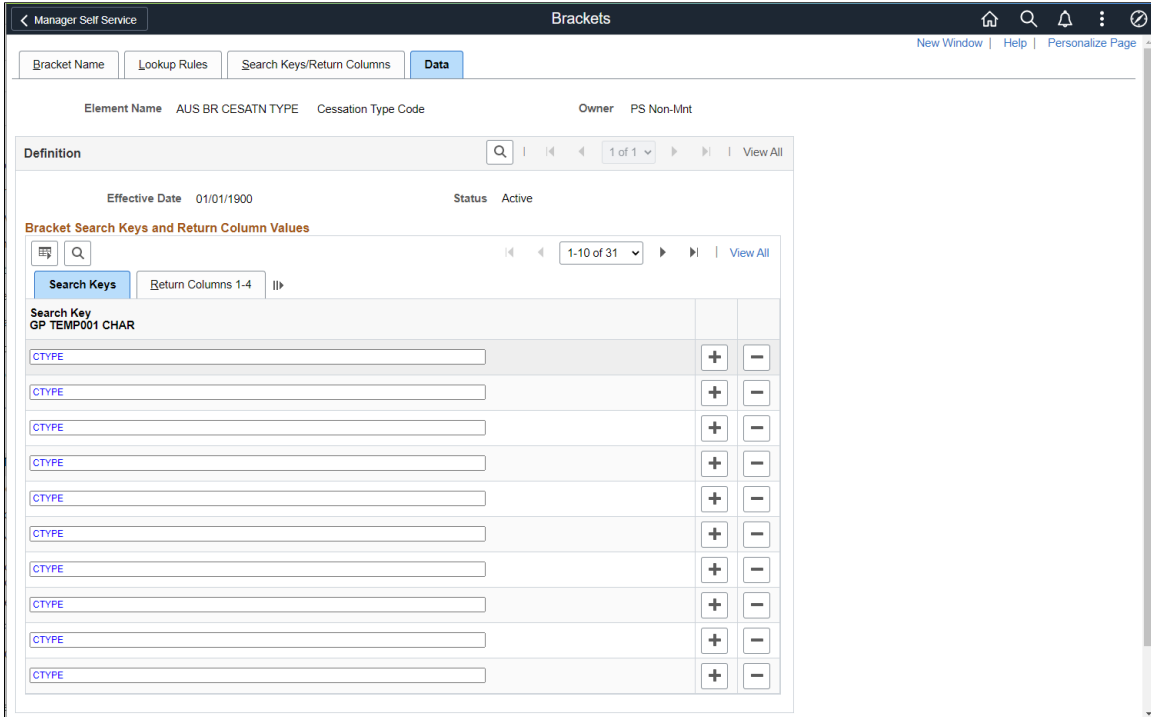 Manager Self Service
Brackets
New Window | Help | Personalize Page
Bracket Name
Lookup Rules
Search Keys/Return Columns
Data
Element Name AUS BR CESATN TYPE Cessation Type Code Owner PS Non-Mnt
Definition
1 of 1
View All
Effective Date 01/01/1900 Status Active
Bracket Search Keys and Return Column Values
1-10 of 31
View All
Search Keys
Return Columns 1-4
Search Key
GP TEMP001 CHAR
CTYPE
CTYPE
CTYPE
CTYPE
CTYPE
CTYPE
CTYPE
CTYPE
CTYPE
CTYPE